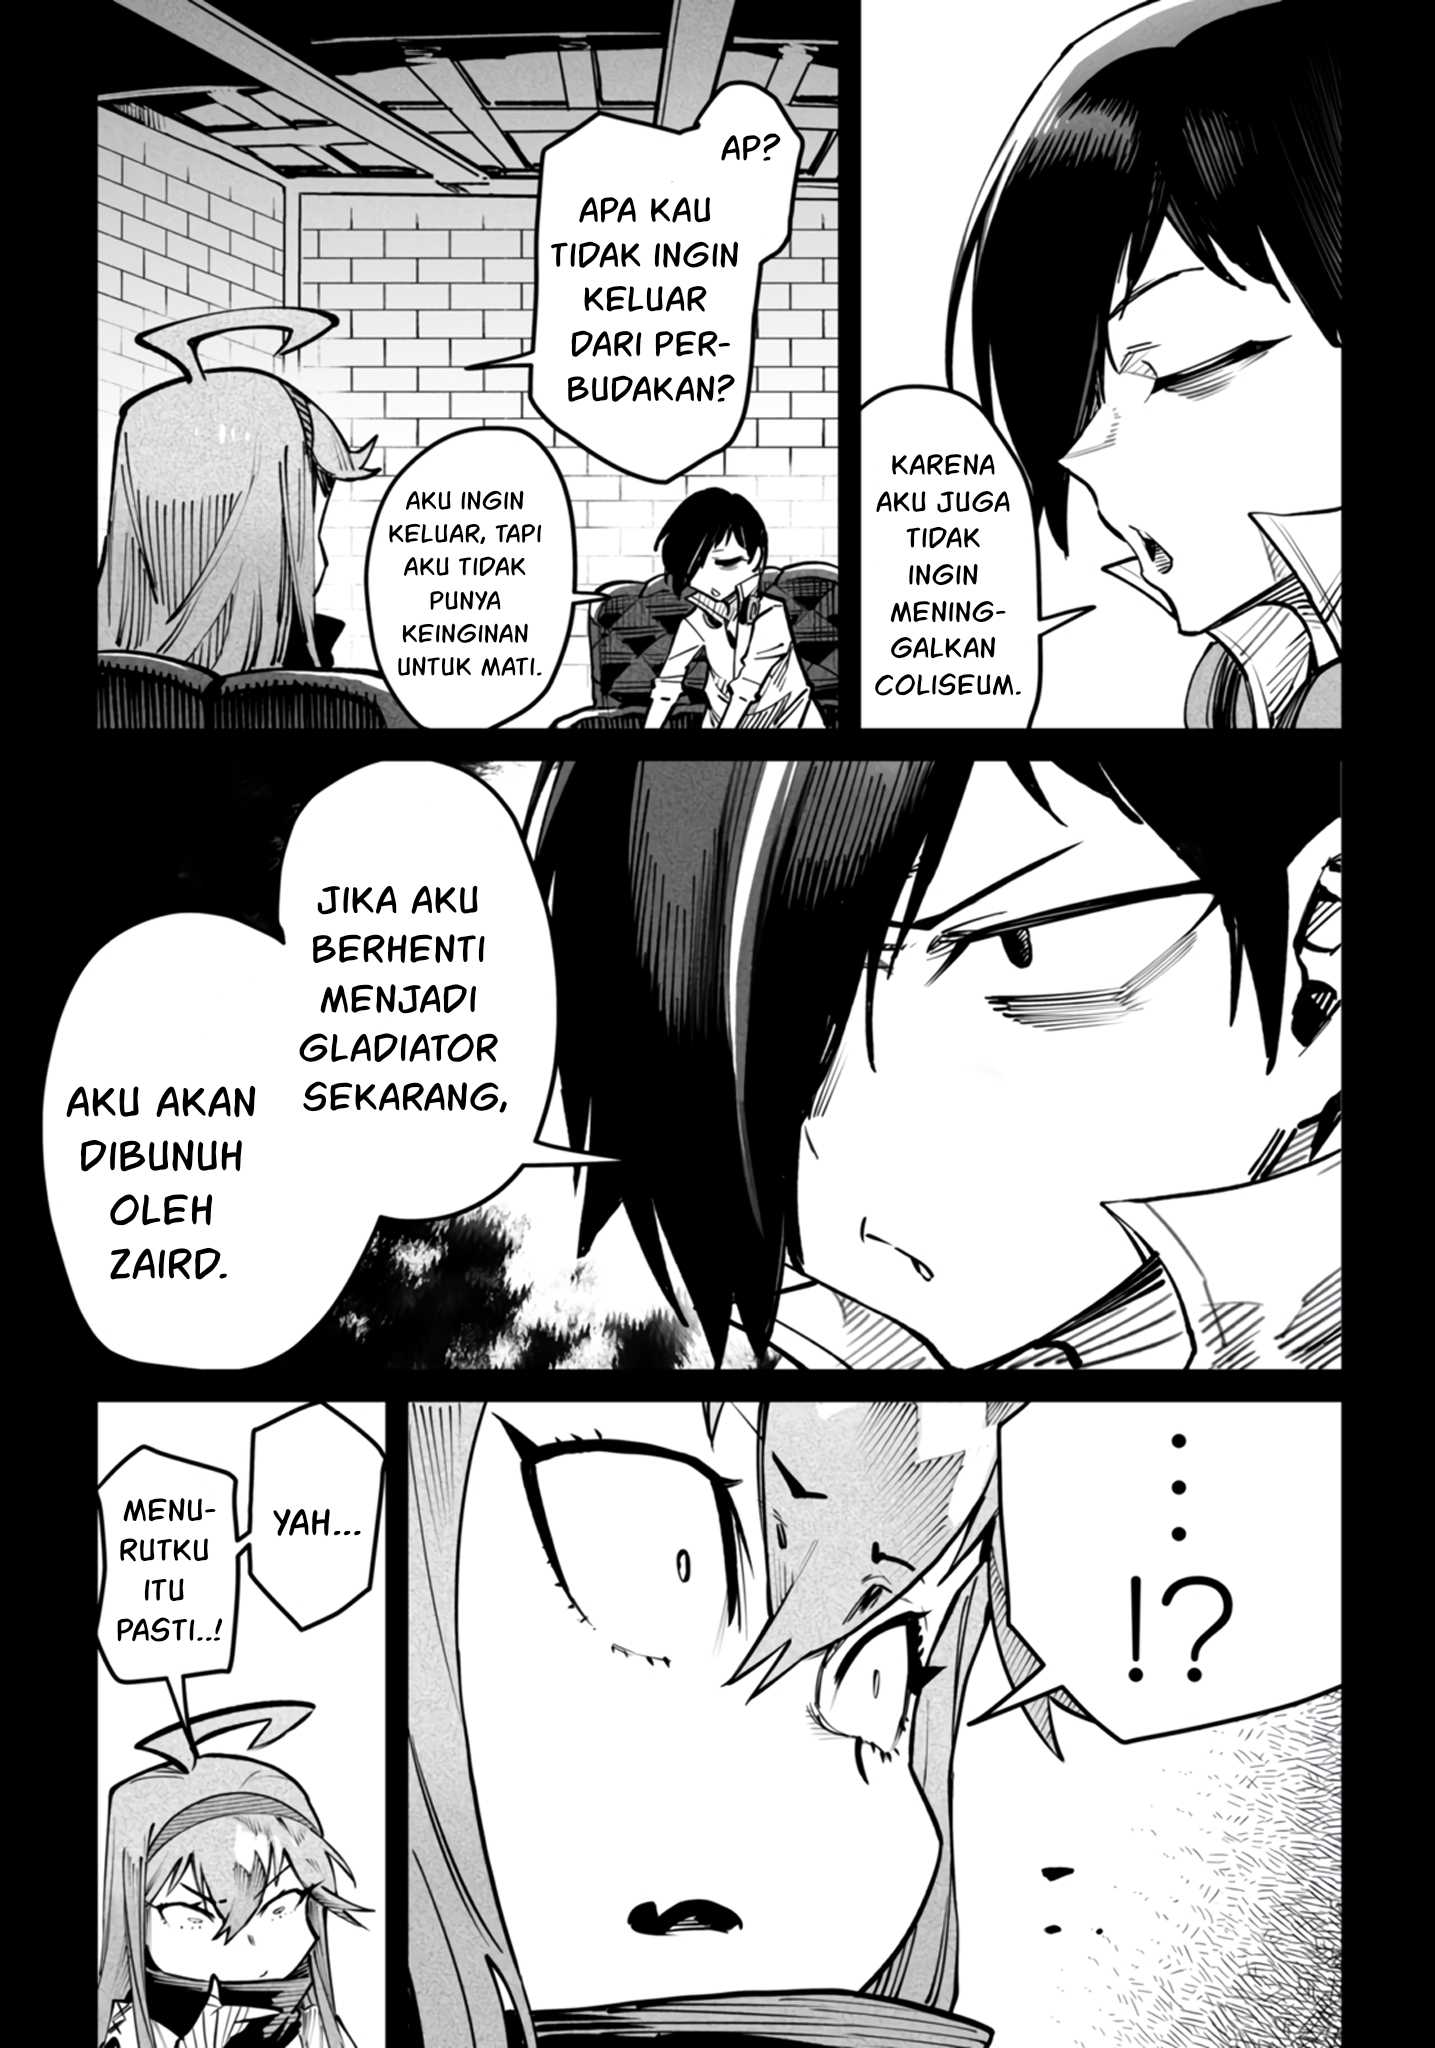 KARENA
AKU JUGA
TIDAK
INGIN
MENING-
GALKAN
COLISEUM.
AP?
APA KAU
TIDAK INGIN
KELUAR
DARI PER-
BUDAKAN?
AKU INGIN
KELUAR, TAPI
AKU TIDAK
PUNYA
KEINGINAN
UNTUK MATI.
JIKA AKU
BERHENTI
MENJADI
GLADIATOR
SEKARANG,
AKU AKAN
DIBUNUH
OLEH
ZAIRD.
...
!?
YAH...
MENU-
RUTKU
ITU
PASTI..!